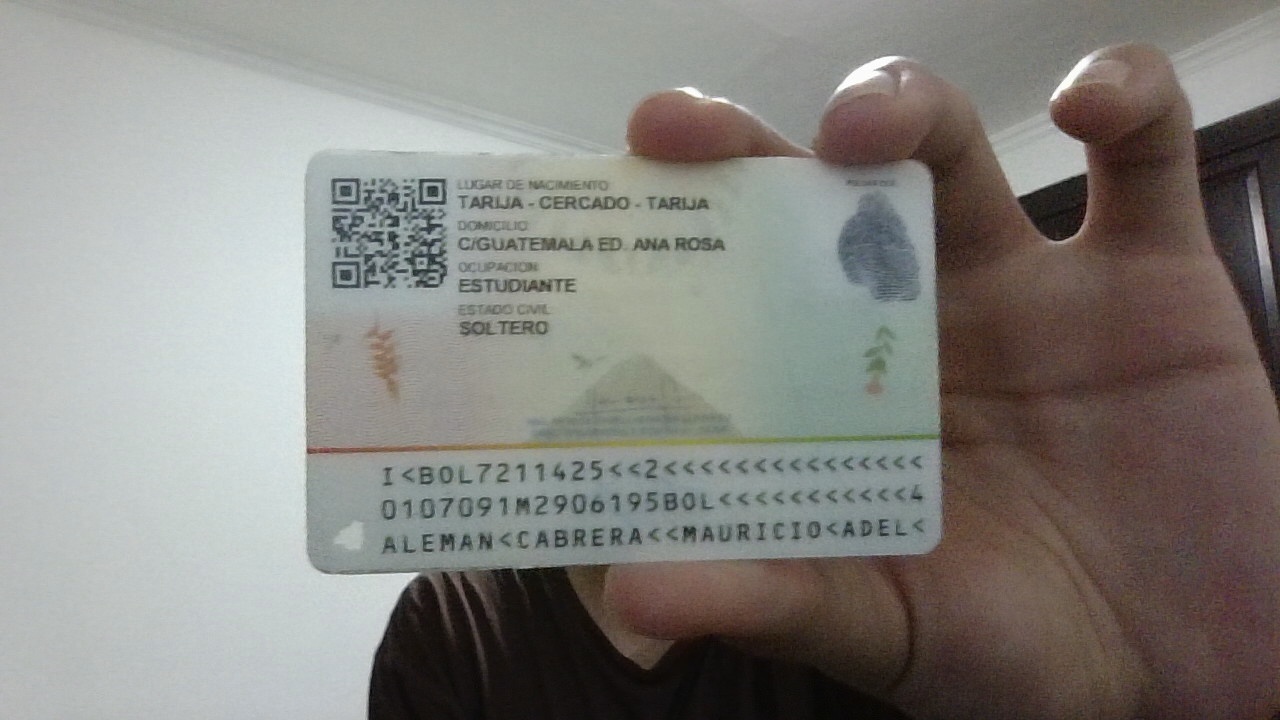 LUGAR DE NACIMIENTO
TARIJA - CERCADO - TARIJA
DOMICILIO
C/GUATEMALA ED. ANA ROSA
OCUPACION
ESTUDIANTE
ESTADO CIVIL
SOLTERO
I<BOL7211425<<2<<<<<<<<<<<<<<<
0107091M2906195BOL<<<<<<<<<<<4
ALEMAN<CABRERA<<MAURICIO<ADEL<